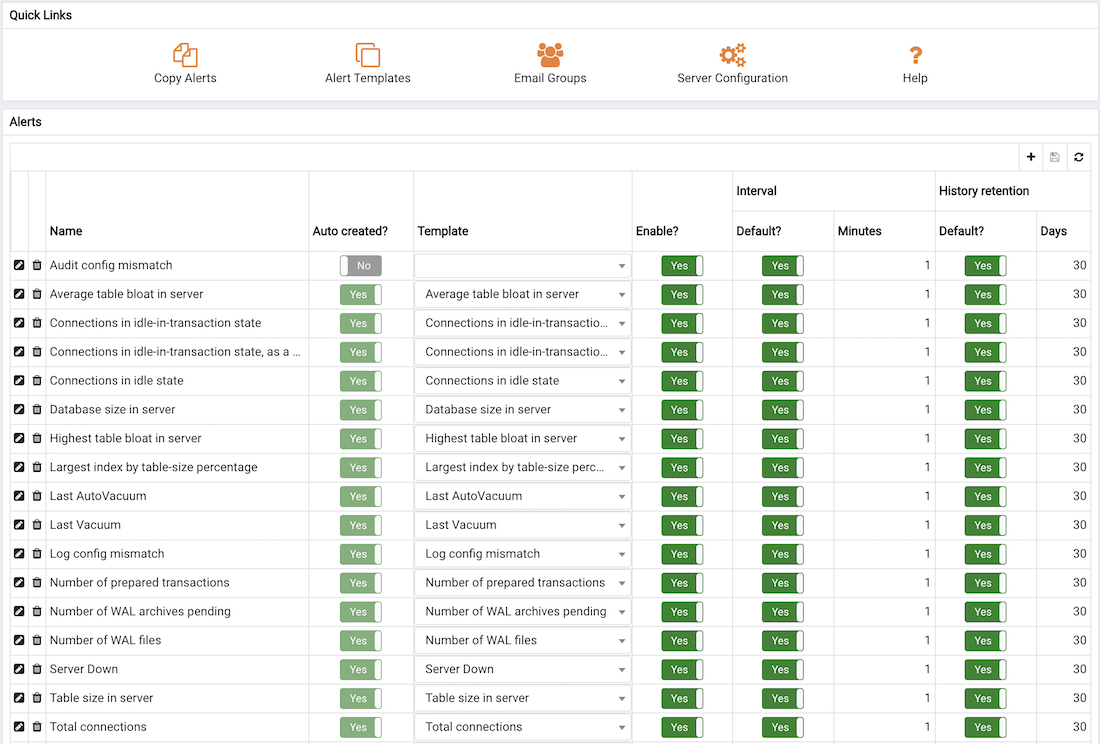 Quick Links
Copy Alerts Alert Templates Email Groups Server Configuration Help
Alerts
Interval History retention
Name Auto created? Template Enable? Default? Minutes Default? Days
Audit config mismatch No Yes Yes 1 Yes 30
Average table bloat in server Yes Average table bloat in server Yes Yes 1 Yes 30
Connections in idle-in-transaction state Yes Connections in idle-in-transactio... Yes Yes 1 Yes 30
Connections in idle-in-transaction state, as a ... Yes Connections in idle-in-transactio... Yes Yes 1 Yes 30
Connections in idle state Yes Connections in idle state Yes Yes 1 Yes 30
Database size in server Yes Database size in server Yes Yes 1 Yes 30
Highest table bloat in server Yes Highest table bloat in server Yes Yes 1 Yes 30
Largest index by table-size percentage Yes Largest index by table-size perc... Yes Yes 1 Yes 30
Last AutoVacuum Yes Last AutoVacuum Yes Yes 1 Yes 30
Last Vacuum Yes Last Vacuum Yes Yes 1 Yes 30
Log config mismatch Yes Log config mismatch Yes Yes 1 Yes 30
Number of prepared transactions Yes Number of prepared transactions Yes Yes 1 Yes 30
Number of WAL archives pending Yes Number of WAL archives pending Yes Yes 1 Yes 30
Number of WAL files Yes Number of WAL files Yes Yes 1 Yes 30
Server Down Yes Server Down Yes Yes 1 Yes 30
Table size in server Yes Table size in server Yes Yes 1 Yes 30
Total connections Yes Total connections Yes Yes 1 Yes 30